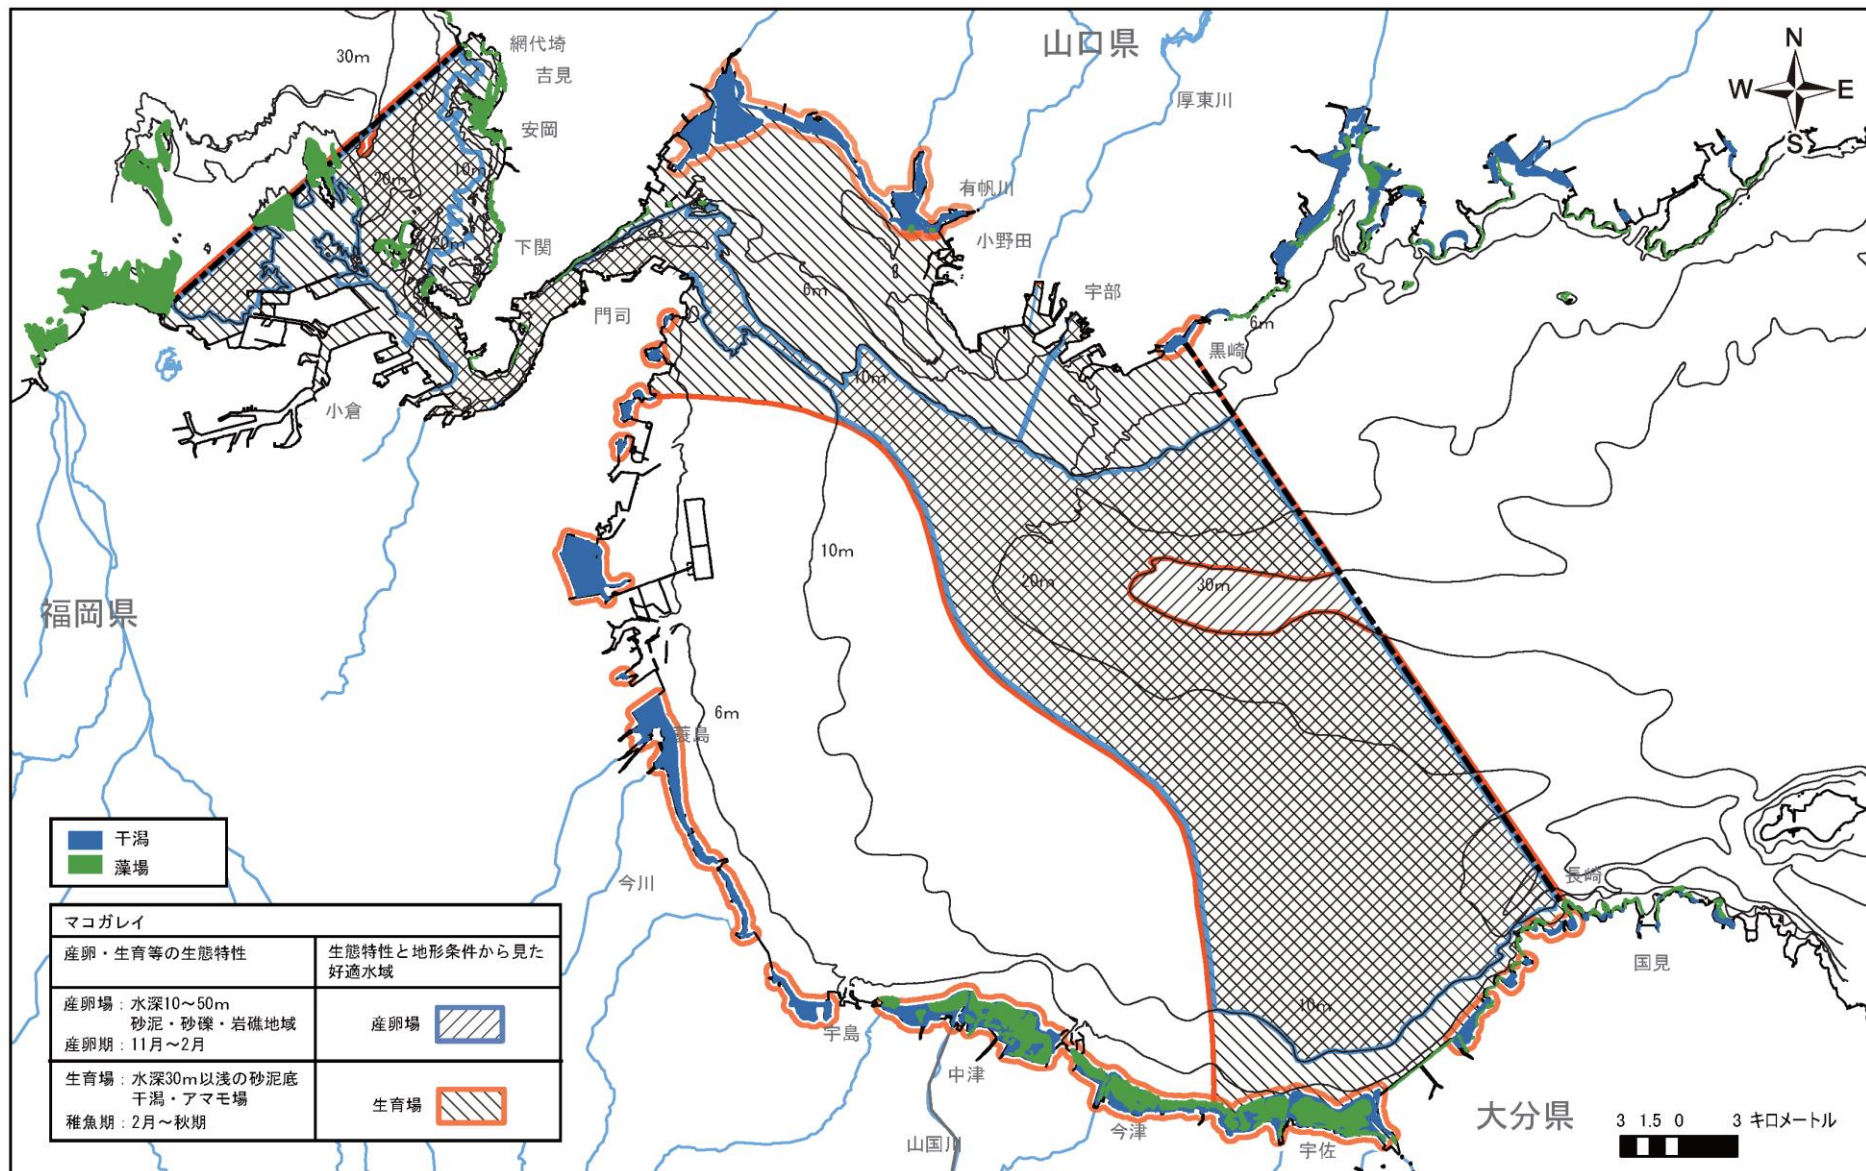 山口県
N
W
E
S
網代埼
吉見
安岡
下関
30m
20m
10m
20m
厚東川
有帆川
小野田
宇部
黒崎
6m
6m
門司
小倉
10m
10m
20m
30m
福岡県
6m
蓑島
今川
宇島
中津
山国川
今津
宇佐
10m
長崎
国見
大分県
干潟
藻場
マコガレイ
産卵・生育等の生態特性
生態特性と地形条件から見た
好適水域
産卵場：水深10～50m
砂泥・砂礫・岩礁地域
産卵期：11月～2月
産卵場
生育場：水深30m以浅の砂泥底
干潟・アマモ場
稚魚期：2月～秋期
生育場
3 1.5 0 3 キロメートル